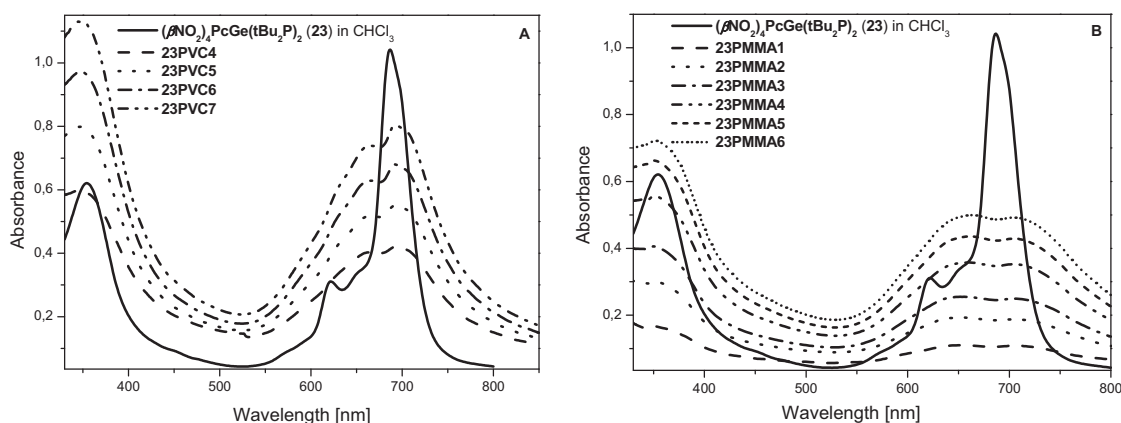 (βNO₂)₄PcGe(tBu₂P)₂ (23) in CHCl₃
A
23PVC4
23PVC5
23PVC6
23PVC7
1,0
0,8
0,6
0,4
0,2
Absorbance
400
500
600
700
800
Wavelength [nm]
(βNO₂)₄PcGe(tBu₂P)₂ (23) in CHCl₃
B
23PMMA1
23PMMA2
23PMMA3
23PMMA4
23PMMA5
23PMMA6
1,0
0,8
0,6
0,4
0,2
Absorbance
400
500
600
700
800
Wavelength [nm]